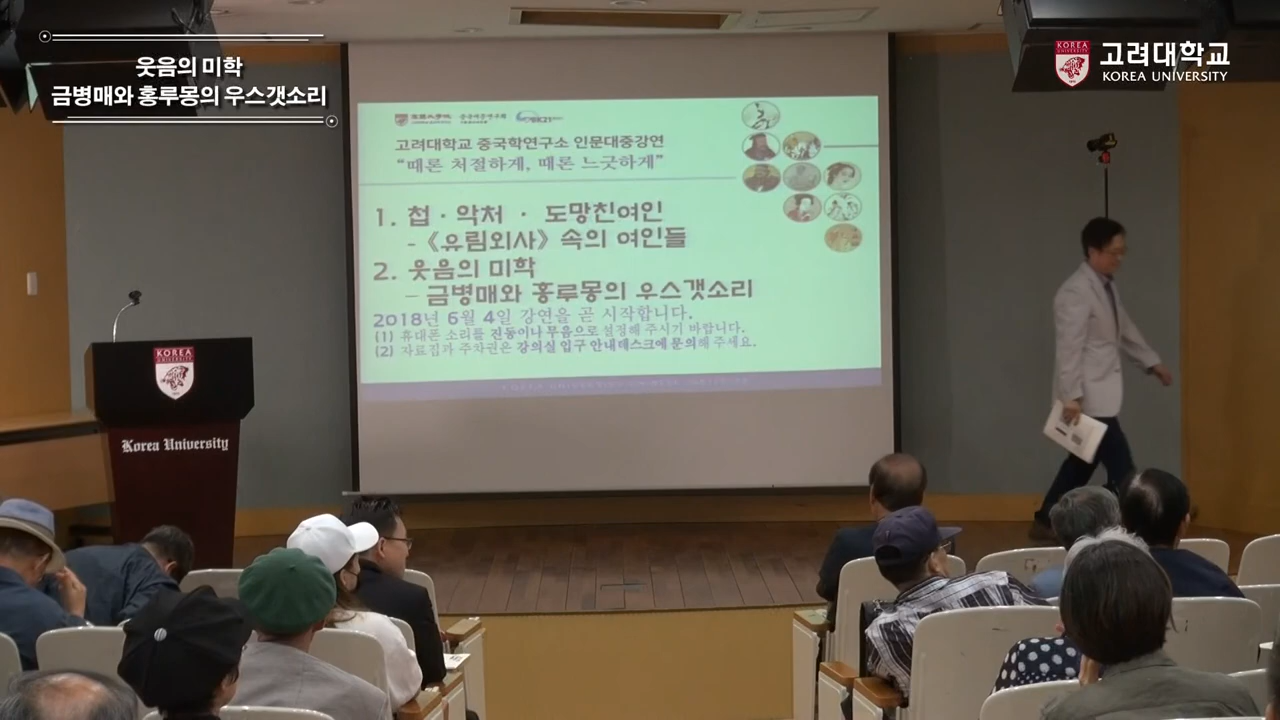 웃음의 미학
금병매와 홍루몽의 우스갯소리
KOREA
UNIVERSITY
고려대학교
KOREA UNIVERSITY
고려대학교 중국학연구소 인문대중강연
“때론 처절하게, 때론 느긋하게”
1. 첩 · 악처 · 도망친여인
-《유림외사》 속의 여인들
2. 웃음의 미학
– 금병매와 홍루몽의 우스갯소리
2018년 6월 4일 강연을 곧 시작합니다.
(1) 휴대폰 소리를 진동이나 무음으로 설정해 주시기 바랍니다.
(2) 자료집과 주차권은 강의실 입구 안내데스크에 문의해 주세요.
KOREA
UNIVERSITY
Korea University